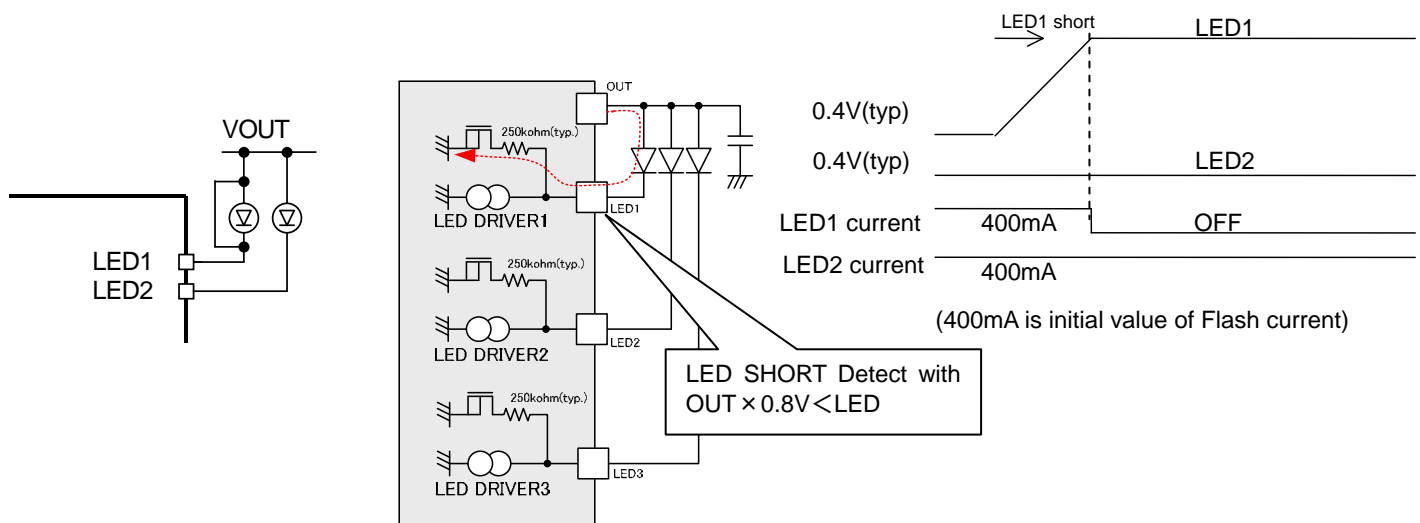 VOUT
LED1
LED2
OUT
250kohm(typ.)
LED1
LED DRIVER1
250kohm(typ.)
LED2
LED DRIVER2
250kohm(typ.)
LED3
LED DRIVER3
LED SHORT Detect with
OUT×0.8V＜LED
LED1 short
LED1
0.4V(typ)
0.4V(typ)
LED2
LED1 current 400mA OFF
LED2 current 400mA
(400mA is initial value of Flash current)